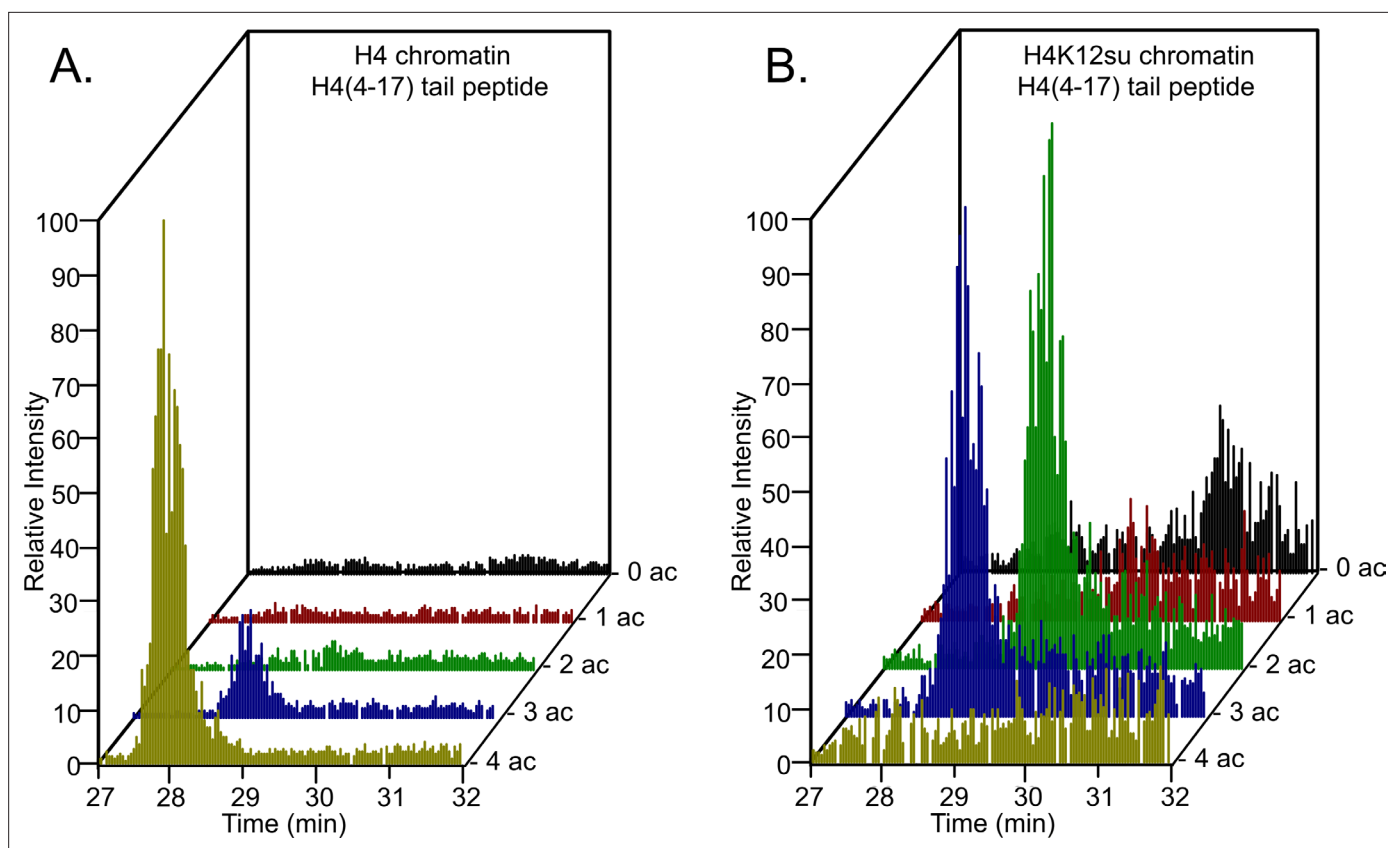 A.
H4 chromatin
H4(4-17) tail peptide
Relative Intensity
100
90
80
70
60
50
40
30
20
10
0
27
28
29
30
31
32
Time (min)
- 0 ac
- 1 ac
- 2 ac
- 3 ac
- 4 ac
B.
H4K12su chromatin
H4(4-17) tail peptide
Relative Intensity
100
90
80
70
60
50
40
30
20
10
0
27
28
29
30
31
32
Time (min)
- 0 ac
- 1 ac
- 2 ac
- 3 ac
- 4 ac